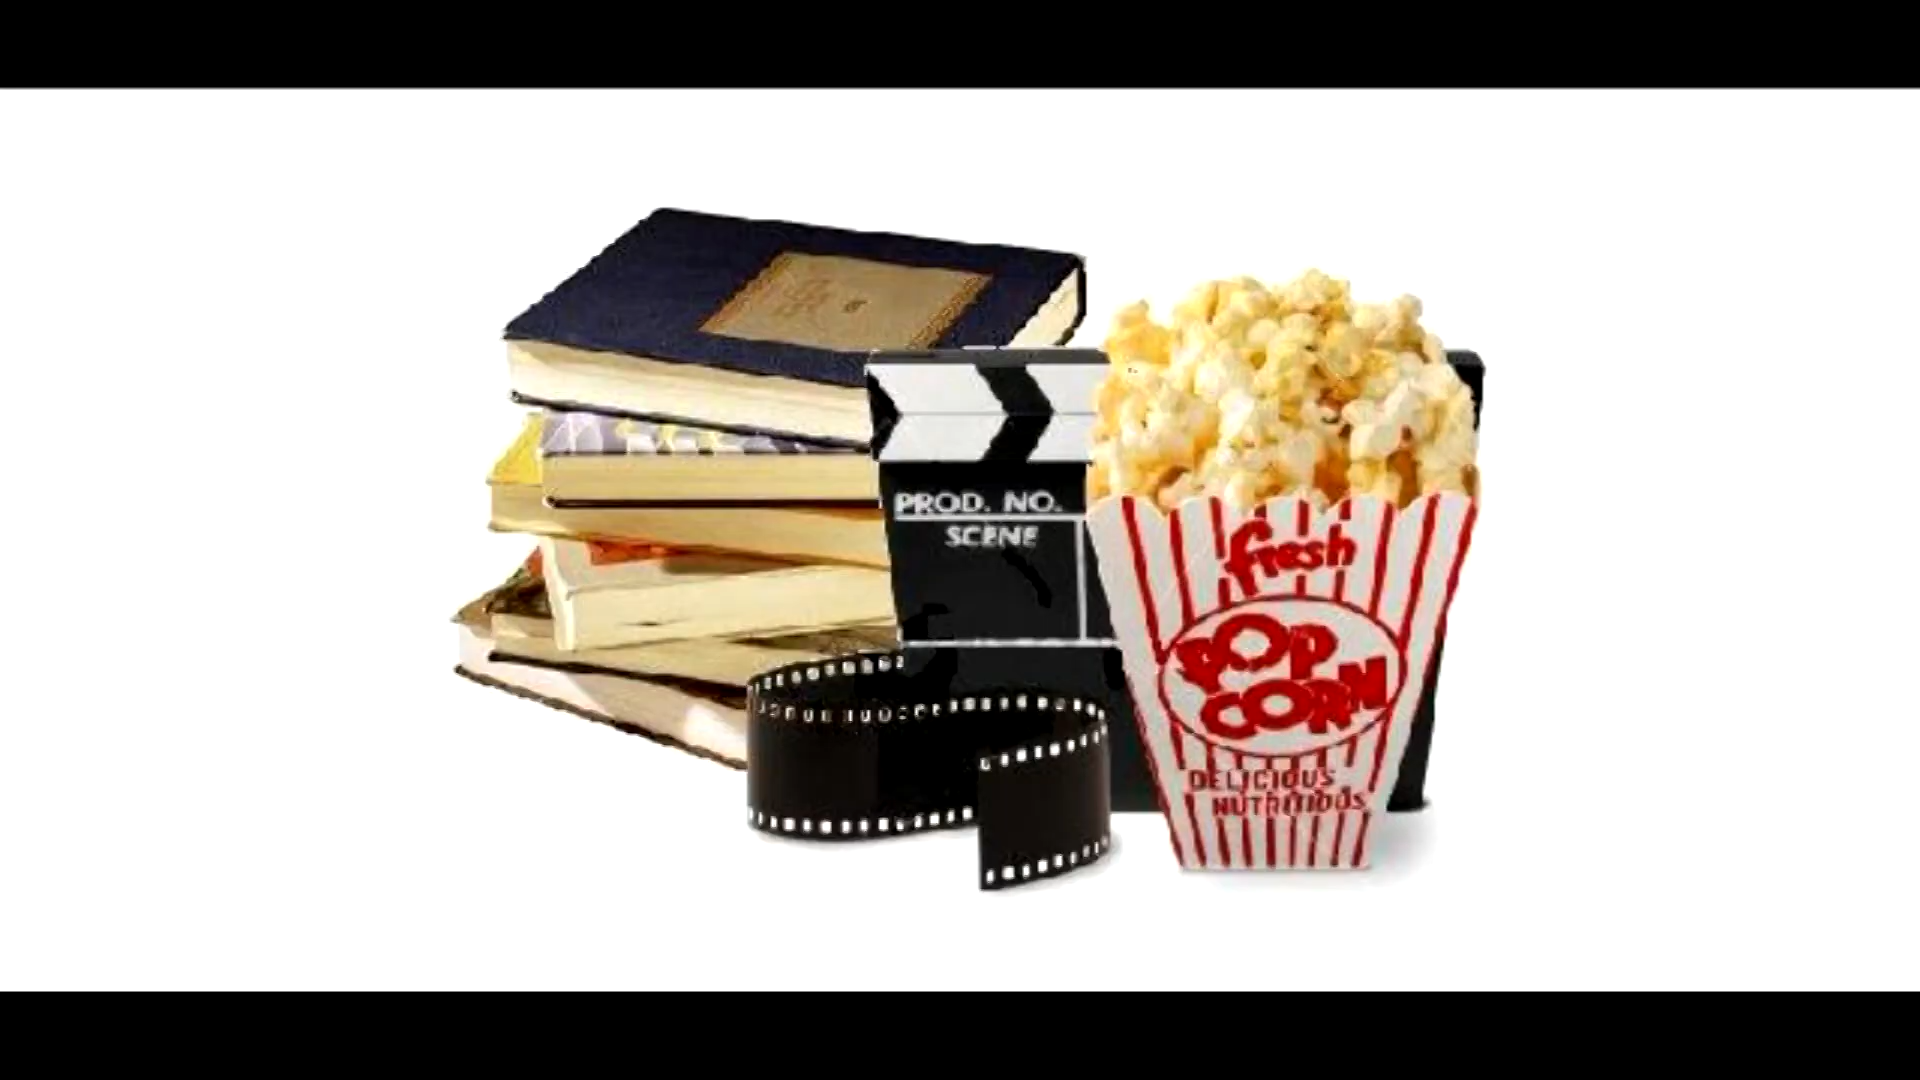 PROD. NO.
SCENE
fresh
POP
CORN
DELICIOUS
NUTRITIOUS